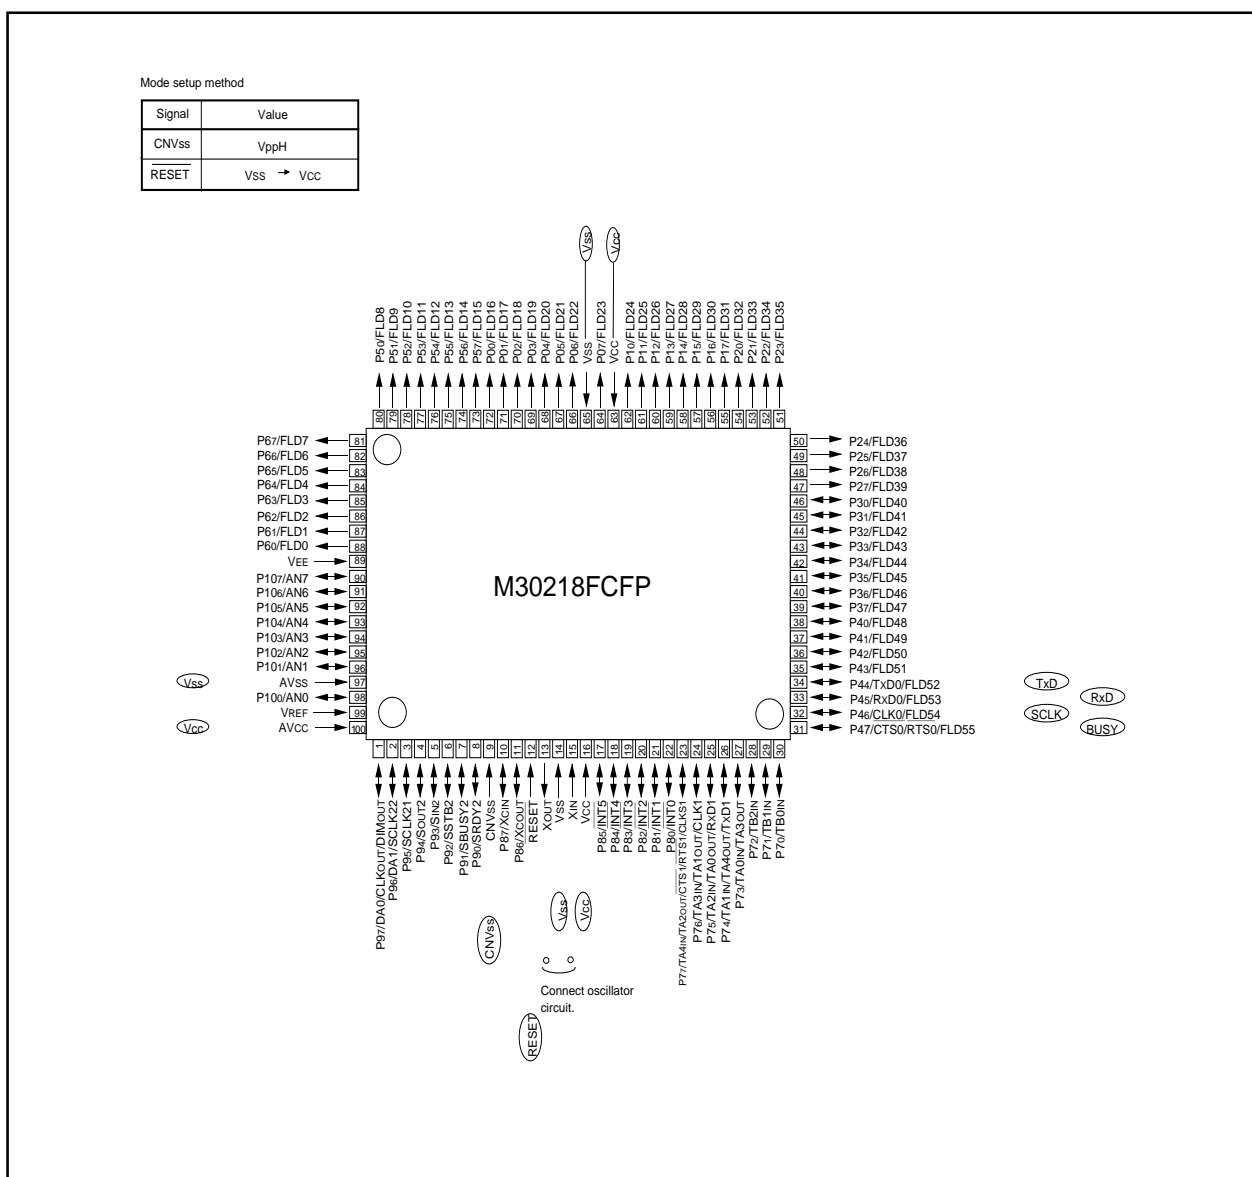 Mode setup method
Signal Value
CNVss VppH
RESET Vss → Vcc
Vss
Vcc
P50/FLD8
P51/FLD9
P52/FLD10
P53/FLD11
P54/FLD12
P55/FLD13
P56/FLD14
P57/FLD15
P00/FLD16
P01/FLD17
P02/FLD18
P03/FLD19
P04/FLD20
P05/FLD21
P06/FLD22
VSS
P07/FLD23
VCC
P10/FLD24
P11/FLD25
P12/FLD26
P13/FLD27
P14/FLD28
P15/FLD29
P16/FLD30
P17/FLD31
P20/FLD32
P21/FLD33
P22/FLD34
P23/FLD35
80 79 78 77 76 75 74 73 72 71 70 69 68 67 66 65 64 63 62 61 60 59 58 57 56 55 54 53 52 51
P67/FLD7 81
P66/FLD6 82
P65/FLD5 83
P64/FLD4 84
P63/FLD3 85
P62/FLD2 86
P61/FLD1 87
P60/FLD0 88
VEE 89
P107/AN7 90
P106/AN6 91
P105/AN5 92
P104/AN4 93
P103/AN3 94
P102/AN2 95
P101/AN1 96
Vss AVSS 97
P100/AN0 98
VREF 99
Vcc AVCC 100
M30218FCFP
50 P24/FLD36
49 P25/FLD37
48 P26/FLD38
47 P27/FLD39
46 P30/FLD40
45 P31/FLD41
44 P32/FLD42
43 P33/FLD43
42 P34/FLD44
41 P35/FLD45
40 P36/FLD46
39 P37/FLD47
38 P40/FLD48
37 P41/FLD49
36 P42/FLD50
35 P43/FLD51
34 P44/TXD0/FLD52 TxD
33 P45/RXD0/FLD53 RxD
32 P46/CLK0/FLD54 SCLK
31 P47/CTS0/RTS0/FLD55 BUSY
1 2 3 4 5 6 7 8 9 10 11 12 13 14 15 16 17 18 19 20 21 22 23 24 25 26 27 28 29 30
P97/DA0/CLKOUT/DIMOUT
P96/DA1/SCLK22
P95/SCLK21
P94/SOUT2
P93/SIN2
P92/SSTB2
P91/SBUSY2
P90/SRDY2
CNVSS
P87/XCIN
P86/XCOUT
RESET
XOUT
VSS
XIN
VCC
P85/INT5
P84/INT4
P83/INT3
P82/INT2
P81/INT1
P80/INT0
P77/TA4IN/TA2OUT/CTS1/RTS1/CLKS1
P76/TA3IN/TA1OUT/CLK1
P75/TA2IN/TA0OUT/RXD1
P74/TA1IN/TA4OUT/TXD1
P73/TA0IN/TA3OUT
P72/TB2IN
P71/TB1IN
P70/TB0IN
CNVss
Vss
Vcc
Connect oscillator
circuit.
RESET